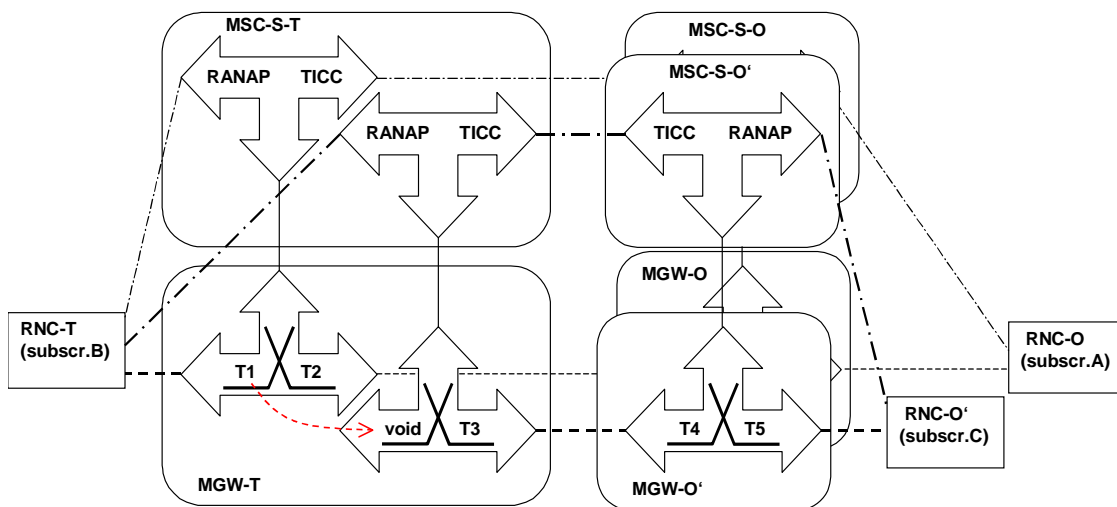 MSC-S-T
MSC-S-O
MSC-S-O‘
RANAP TICC
RANAP TICC
TICC RANAP
MGW-O
RNC-T
(subscr.B)
RNC-O
(subscr.A)
T1 T2
RNC-O‘
(subscr.C)
void T3
T4 T5
MGW-T
MGW-O‘